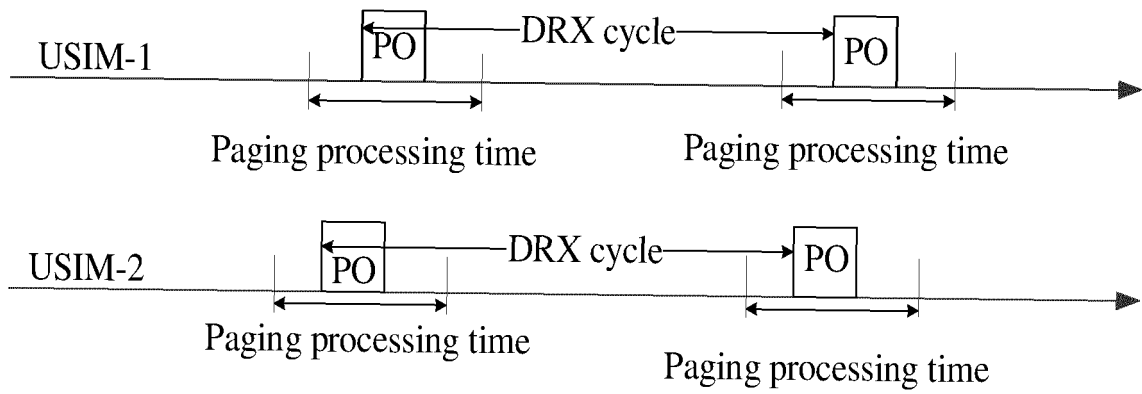 PO DRX cycle PO
USIM-1
Paging processing time Paging processing time
PO DRX cycle PO
USIM-2
Paging processing time Paging processing time